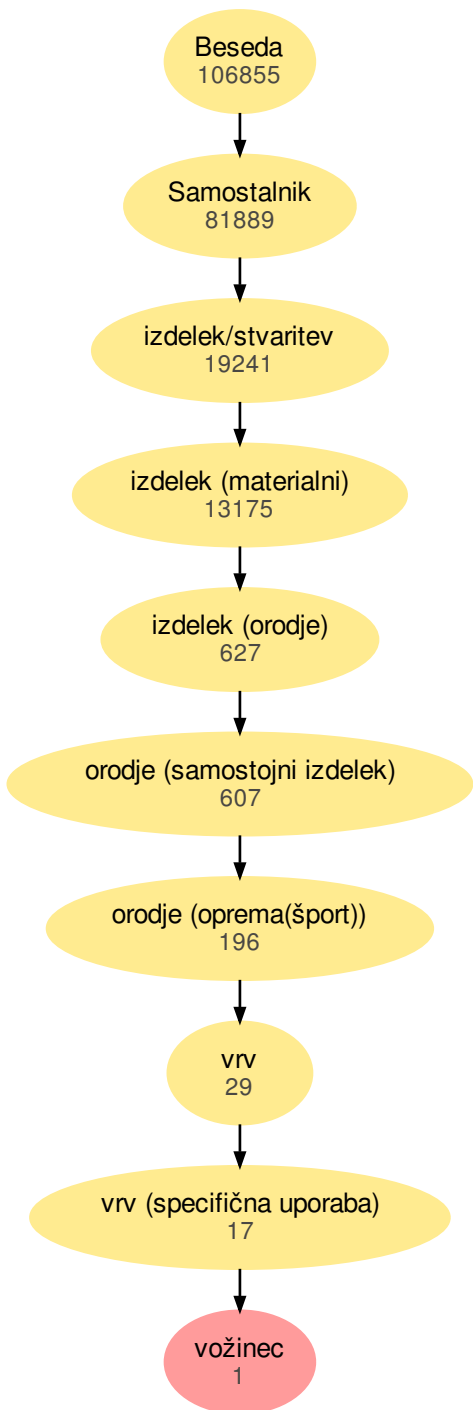 Beseda
106855
Samostalnik
81889
izdelek/stvaritev
19241
izdelek (materialni)
13175
izdelek (orodje)
627
orodje (samostojni izdelek)
607
orodje (oprema(šport))
196
vrv
29
vrv (specifična uporaba)
17
vožinec
1